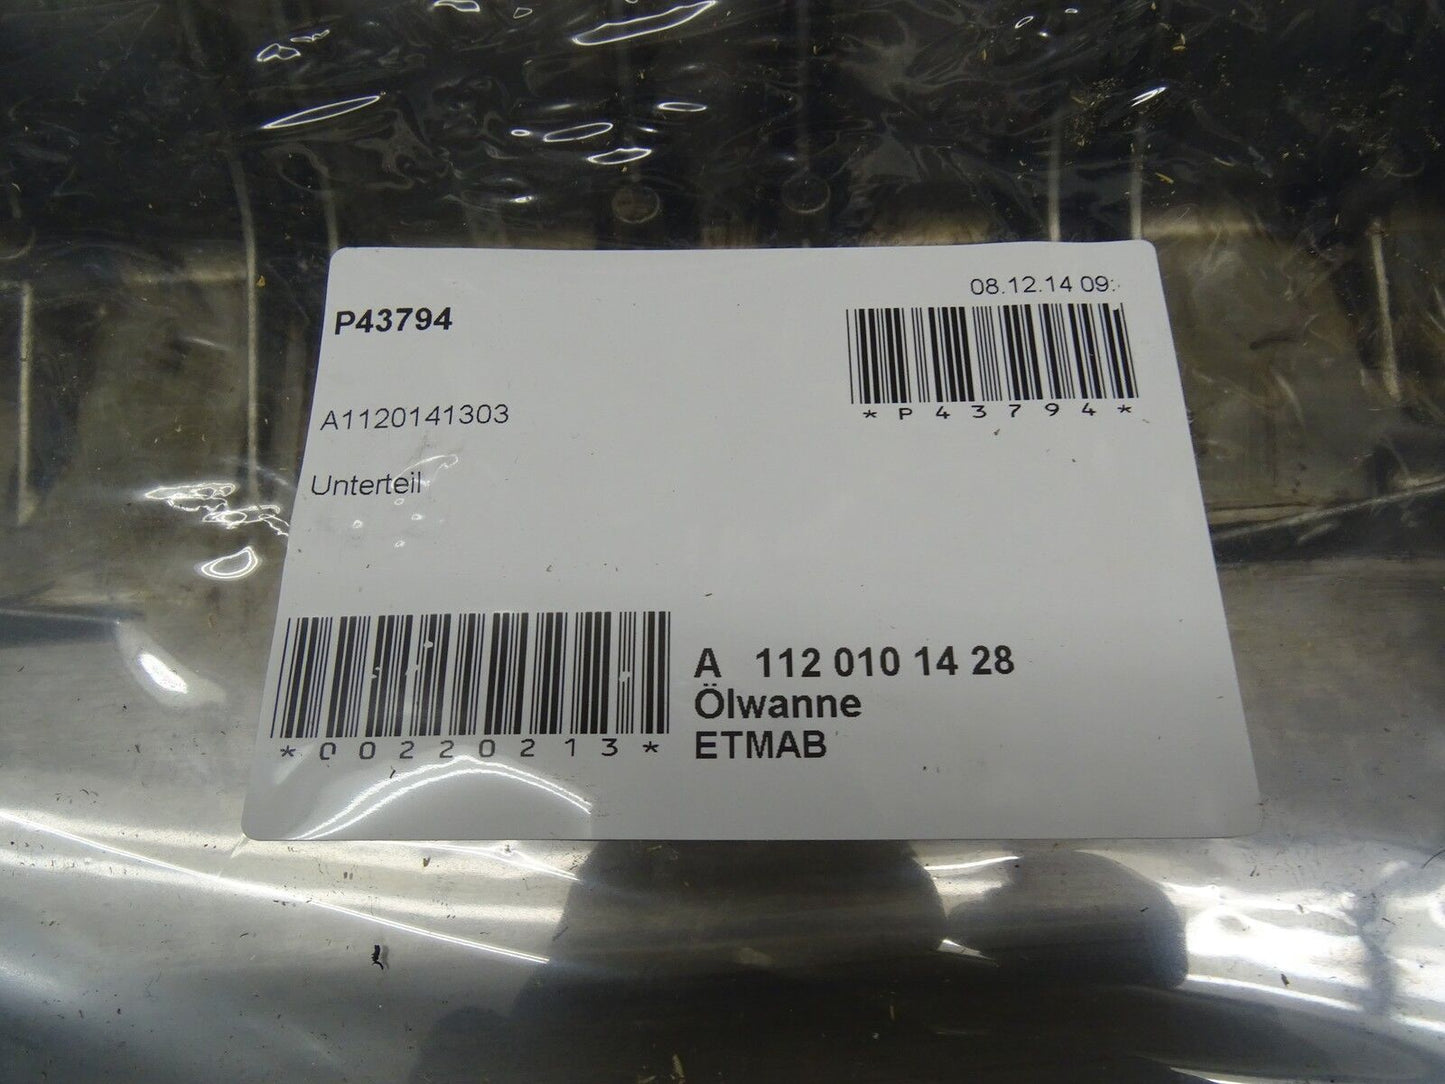 08.12.14 09:
P43794
*P43794*
A1120141303
Unterteil
A 112 010 14 28
Ölwanne
*00220213*
ETMAB